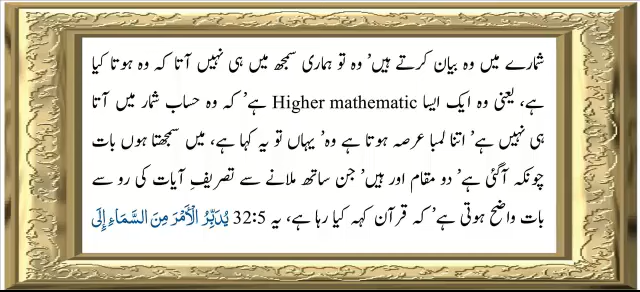 شمارے میں وہ بیان کرتے ہیں’ وہ تو ہماری سمجھ میں ہی نہیں آتا کہ وہ ہوتا کیا
ہے، یعنی وہ ایک ایسا Higher mathematic ہے’ کہ وہ حساب شمار میں آتا
ہی نہیں ہے’ اتنا لمبا عرصہ ہوتا ہے وہ’ یہاں تو یہ کہا ہے، میں سمجھتا ہوں بات
چونکہ آگئی ہے’ دو مقام اور ہیں’ جن ساتھ ملانے سے تصریفِ آیات کی رو سے
بات واضح ہوتی ہے’ کہ قرآن کہہ کیا رہا ہے، یہ 32:5 يُدَبِّرُ الْأَمْرَ مِنَ السَّمَاءِ إِلَى